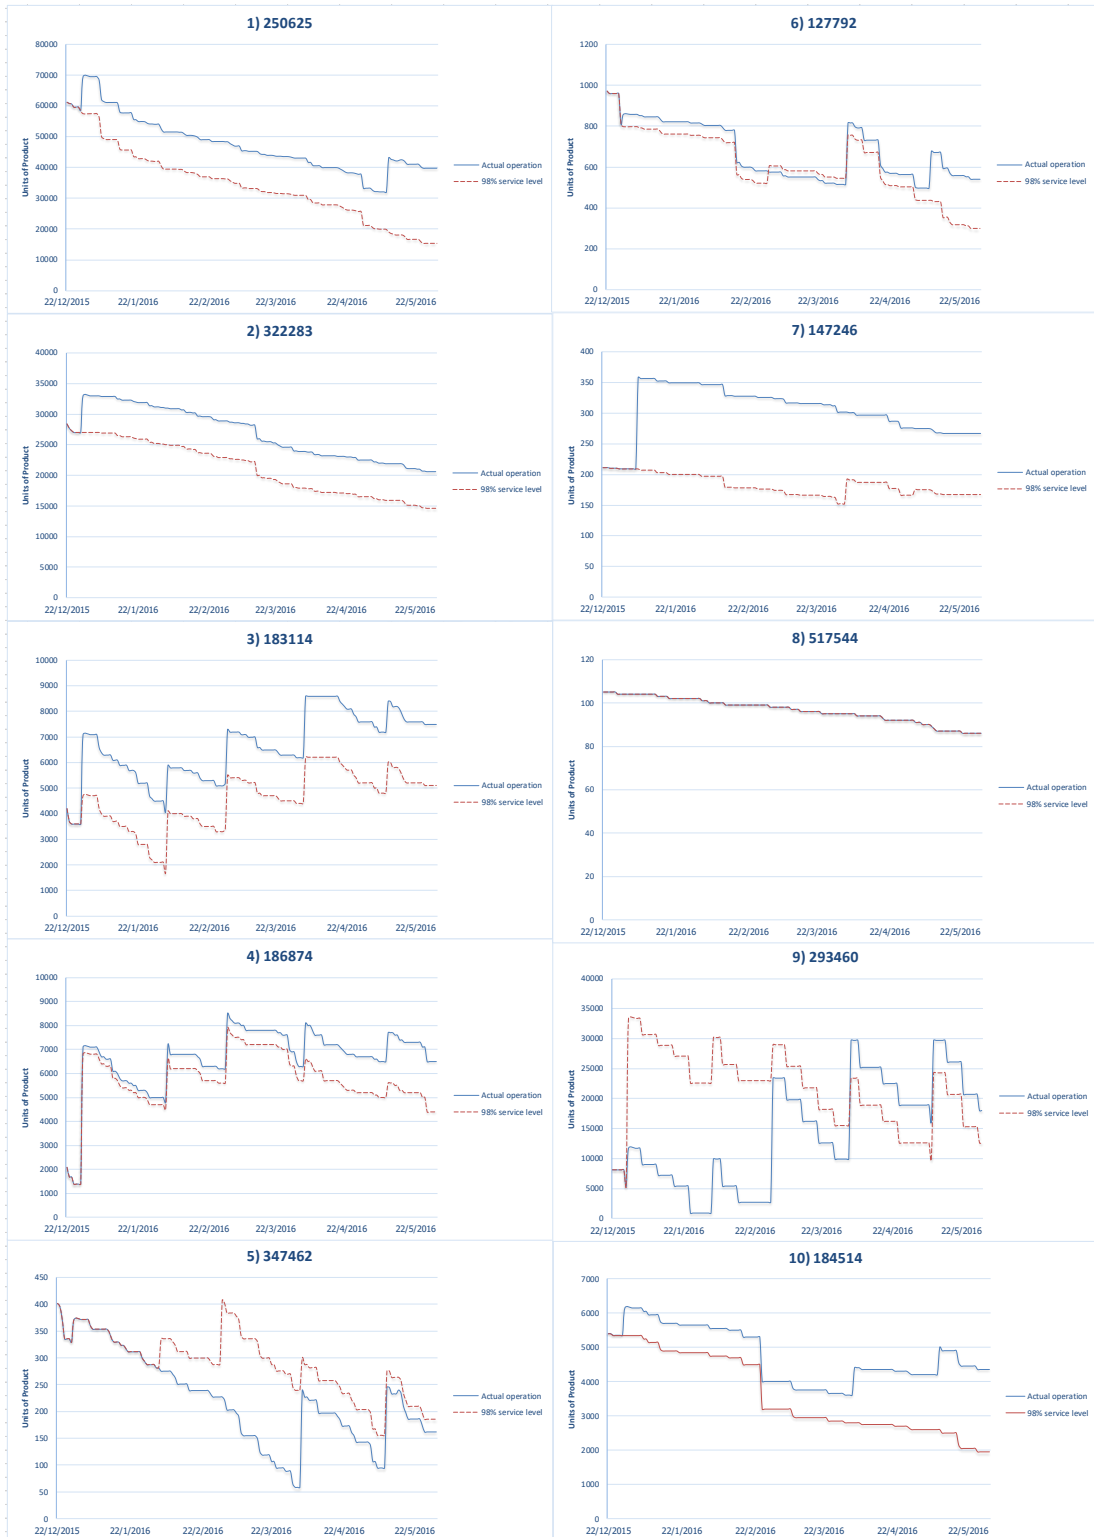 1) 250625
80000
70000
60000
50000
40000
30000
20000
10000
0
Units of Product
22/12/2015 22/1/2016 22/2/2016 22/3/2016 22/4/2016 22/5/2016
Actual operation
98% service level
2) 322283
40000
35000
30000
25000
20000
15000
10000
5000
0
Units of Product
22/12/2015 22/1/2016 22/2/2016 22/3/2016 22/4/2016 22/5/2016
Actual operation
98% service level
3) 183114
10000
9000
8000
7000
6000
5000
4000
3000
2000
1000
0
Units of Product
22/12/2015 22/1/2016 22/2/2016 22/3/2016 22/4/2016 22/5/2016
Actual operation
98% service level
4) 186874
10000
9000
8000
7000
6000
5000
4000
3000
2000
1000
0
Units of Product
22/12/2015 22/1/2016 22/2/2016 22/3/2016 22/4/2016 22/5/2016
Actual operation
98% service level
5) 347462
450
400
350
300
250
200
150
100
50
0
Units of Product
22/12/2015 22/1/2016 22/2/2016 22/3/2016 22/4/2016 22/5/2016
Actual operation
98% service level
6) 127792
1200
1000
800
600
400
200
0
Units of Product
22/12/2015 22/1/2016 22/2/2016 22/3/2016 22/4/2016 22/5/2016
Actual operation
98% service level
7) 147246
400
350
300
250
200
150
100
50
0
Units of Product
22/12/2015 22/1/2016 22/2/2016 22/3/2016 22/4/2016 22/5/2016
Actual operation
98% service level
8) 517544
120
100
80
60
40
20
0
Units of Product
22/12/2015 22/1/2016 22/2/2016 22/3/2016 22/4/2016 22/5/2016
Actual operation
98% service level
9) 293460
40000
35000
30000
25000
20000
15000
10000
5000
0
Units of Product
22/12/2015 22/1/2016 22/2/2016 22/3/2016 22/4/2016 22/5/2016
Actual operation
98% service level
10) 184514
7000
6000
5000
4000
3000
2000
1000
0
Units of Product
22/12/2015 22/1/2016 22/2/2016 22/3/2016 22/4/2016 22/5/2016
Actual operation
98% service level